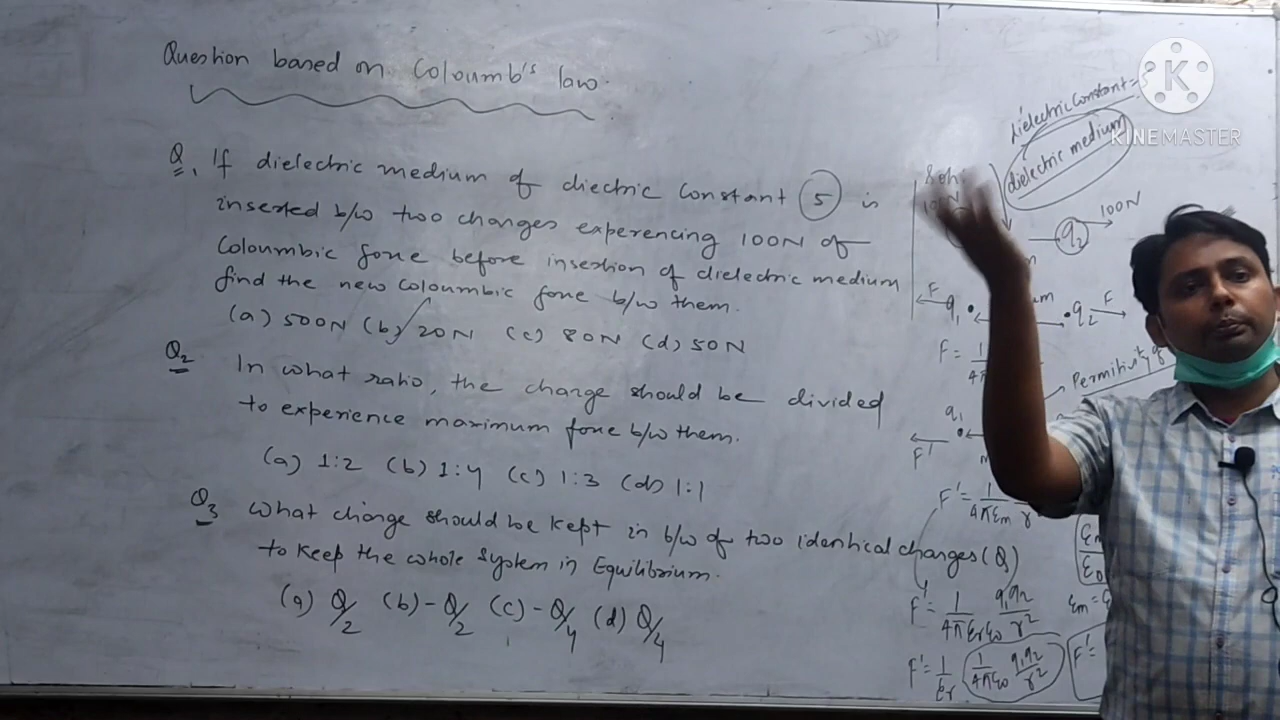 Question based on Coloumb's law.
Q. If dielectric medium of diectric Constant 5 is
inserted b/w two charges experencing 100N of
Coloumbic force before insertion of dielectric medium
find the new coloumbic force b/w them.
(a) 500N (b) 20N (c) 80N (d) 50N
Q2 In what ratio, the charge should be divided
to experience maximum force b/w them.
(a) 1:2 (b) 1:4 (c) 1:3 (d) 1:1
Q3 What charge should be kept in b/w of two identical charges (Q)
to keep the whole system in Equilibrium.
(a) Q/2 (b) -Q/2 (c) -Q/4 (d) Q/4
dielectric Constant = 5
dielectric medium
KINEMASTER
100N
q2 100N
F q1 q2 F
F = 1
Permitivity of
q1
F'
F' = 1/4πεm r
F' = 1/4πεrε0 q1q2/r²
F' = 1/εr 1/4πε0 q1q2/r²
F' =